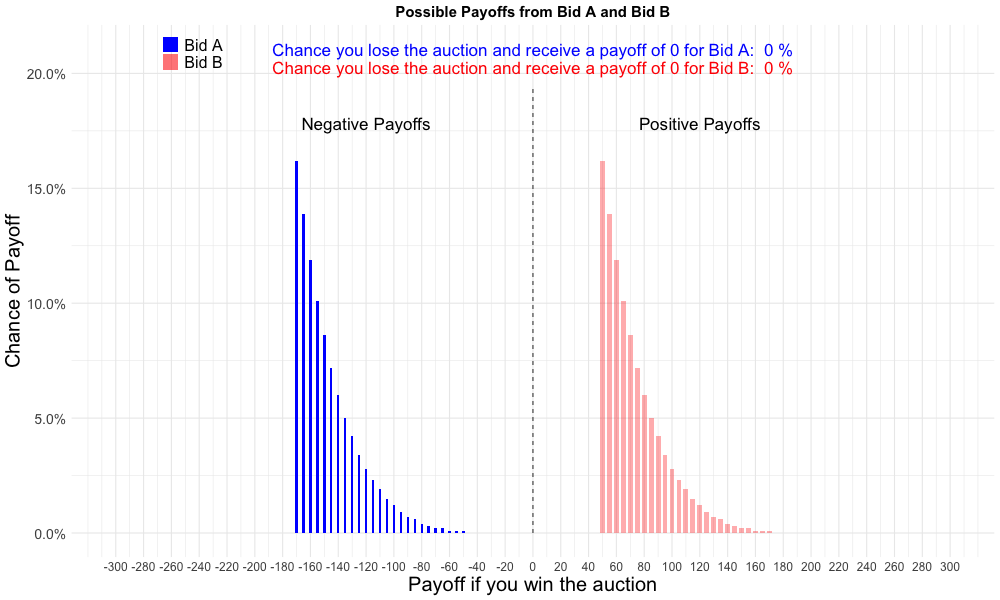 Possible Payoffs from Bid A and Bid B
Bid A
Bid B
Chance you lose the auction and receive a payoff of 0 for Bid A:  0 %
Chance you lose the auction and receive a payoff of 0 for Bid B:  0 %
Negative Payoffs
Positive Payoffs
Chance of Payoff
20.0%
15.0%
10.0%
5.0%
0.0%
-300 -280 -260 -240 -220 -200 -180 -160 -140 -120 -100 -80 -60 -40 -20 0 20 40 60 80 100 120 140 160 180 200 220 240 260 280 300
Payoff if you win the auction